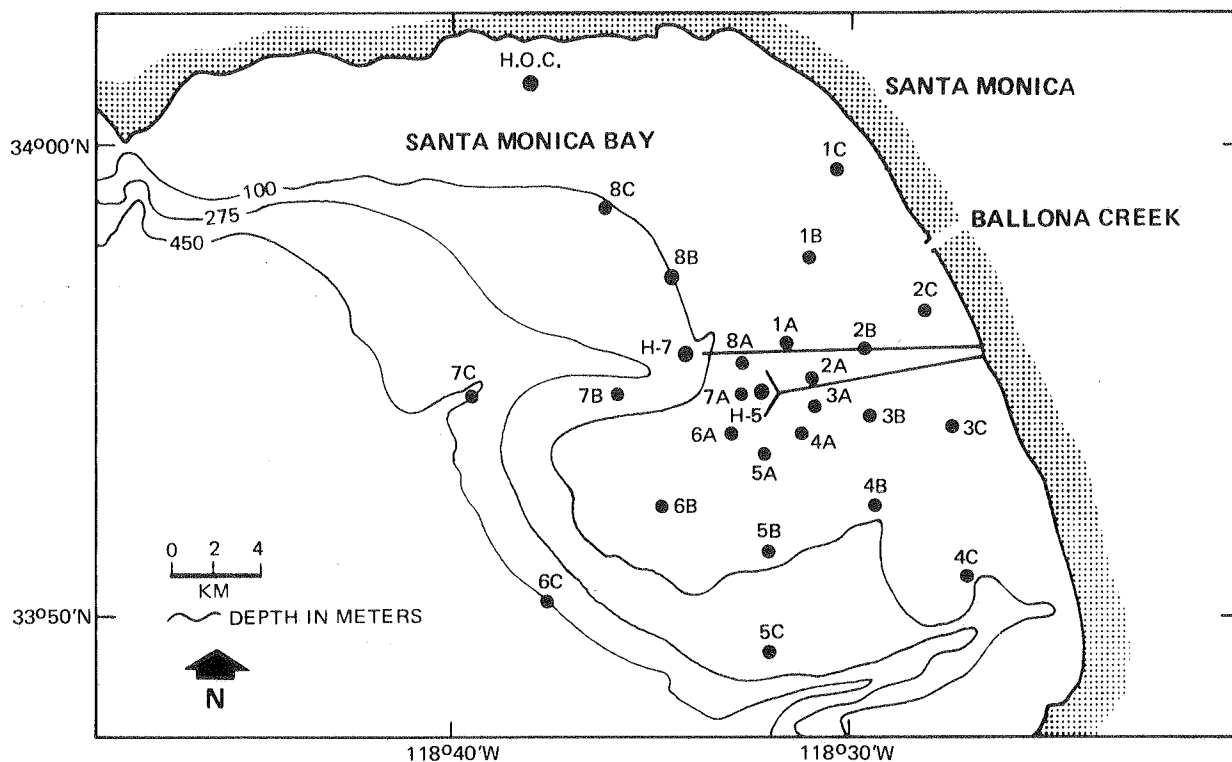 H.O.C.
SANTA MONICA
34°00'N
SANTA MONICA BAY
1C
100
8C
275
BALLONA CREEK
450
1B
8B
2C
1A
2B
H-7
8A
2A
7C
7B
7A
3A
H-5
3B
3C
6A
4A
5A
4B
6B
0 2 4
5B
KM
4C
6C
DEPTH IN METERS
33°50'N
5C
N
118°40'W
118°30'W